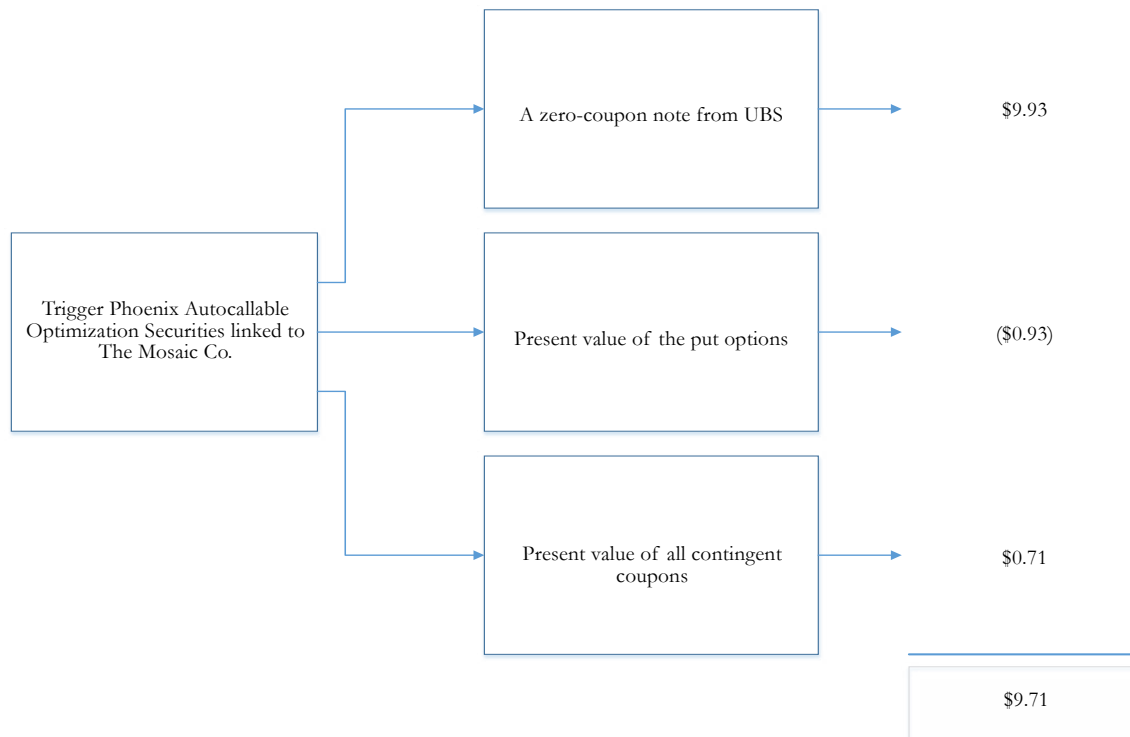 A zero-coupon note from UBS
$9.93
Trigger Phoenix Autocallable
Optimization Securities linked to
The Mosaic Co.
Present value of the put options
($0.93)
Present value of all contingent
coupons
$0.71
$9.71